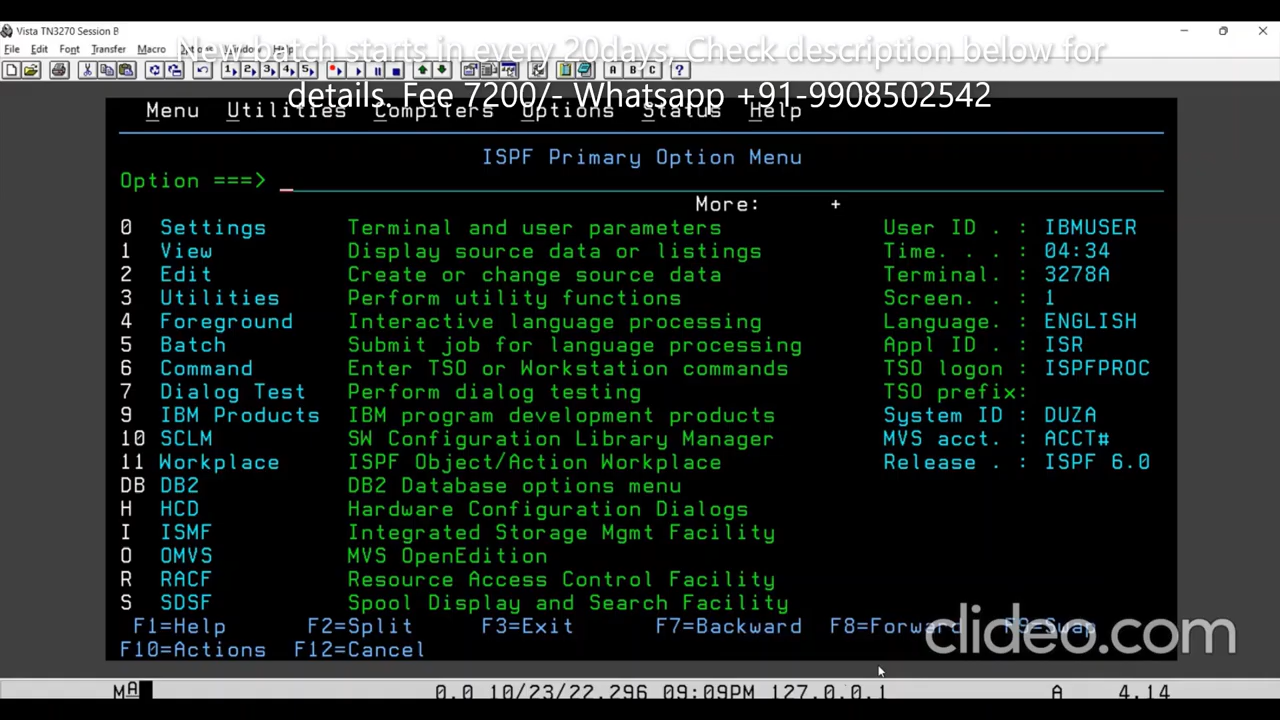 Vista TN3270 Session B
File Edit Font Transfer Macro Options Window Help
New batch starts in every 20days. Check description below for
details. Fee 7200/- Whatsapp +91-9908502542
1 2 3 4 5 A B C ?
Menu Utilities Compilers Options Status Help
ISPF Primary Option Menu
Option ===>
More: +
0 Settings Terminal and user parameters User ID . : IBMUSER
1 View Display source data or listings Time. . . : 04:34
2 Edit Create or change source data Terminal. : 3278A
3 Utilities Perform utility functions Screen. . : 1
4 Foreground Interactive language processing Language. : ENGLISH
5 Batch Submit job for language processing Appl ID . : ISR
6 Command Enter TSO or Workstation commands TSO logon : ISPFPROC
7 Dialog Test Perform dialog testing TSO prefix:
9 IBM Products IBM program development products System ID : DUZA
10 SCLM SW Configuration Library Manager MVS acct. : ACCT#
11 Workplace ISPF Object/Action Workplace Release . : ISPF 6.0
DB DB2 DB2 Database options menu
H HCD Hardware Configuration Dialogs
I ISMF Integrated Storage Mgmt Facility
O OMVS MVS OpenEdition
R RACF Resource Access Control Facility
S SDSF Spool Display and Search Facility
F1=Help F2=Split F3=Exit F7=Backward F8=Forward F9=Swap
F10=Actions F12=Cancel
clideo.com
MA 0.0 10/23/22.296 09:09PM 127.0.0.1 A 4.14